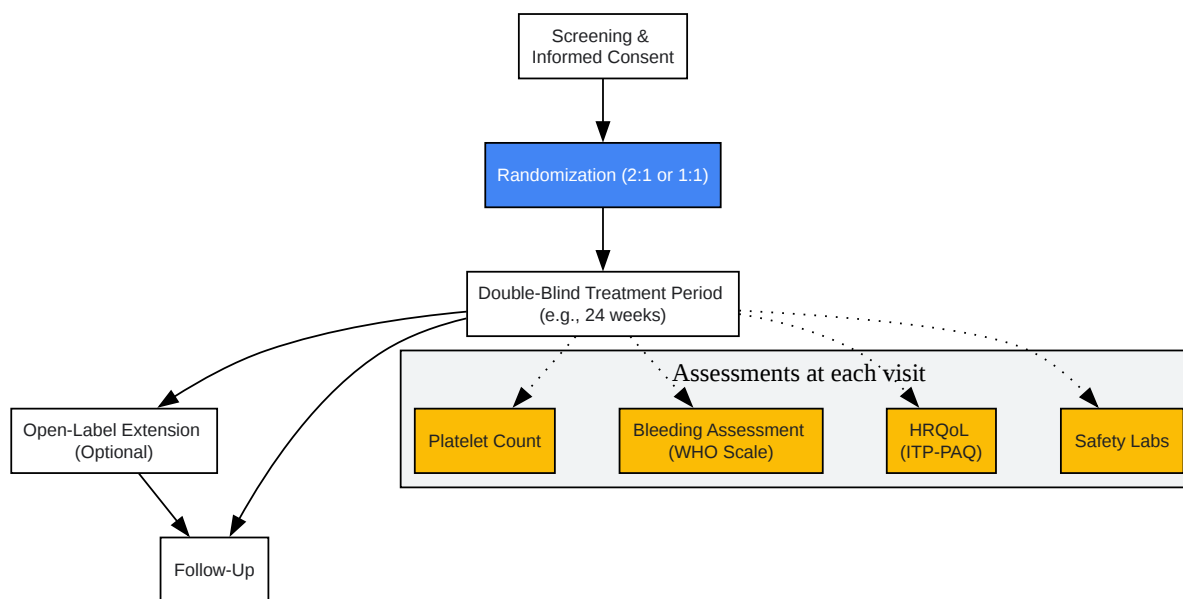 Screening &
Informed Consent
Randomization (2:1 or 1:1)
Double-Blind Treatment Period
(e.g., 24 weeks)
Assessments at each visit
Open-Label Extension
(Optional)
Platelet Count
Bleeding Assessment
(WHO Scale)
HRQoL
(ITP-PAQ)
Safety Labs
Follow-Up